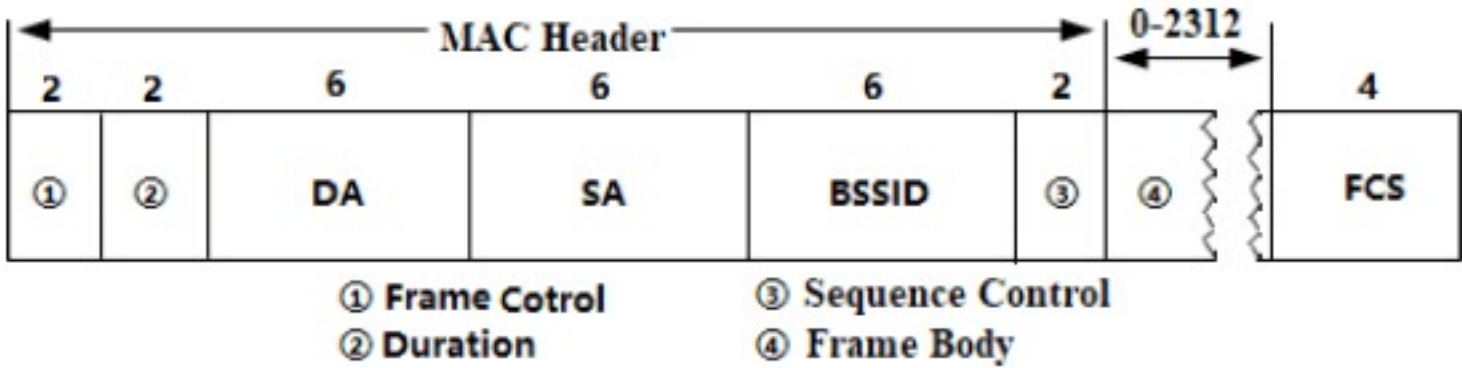 MAC Header 0-2312
2 2 6 6 6 2 4
① ② DA SA BSSID ③ ④ FCS
① Frame Cotrol ③ Sequence Control
② Duration ④ Frame Body